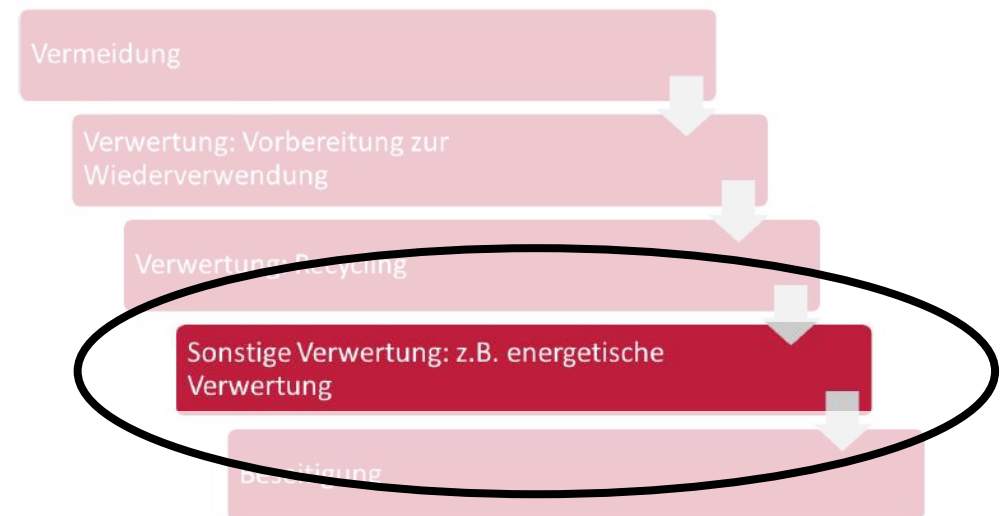 Vermeidung
Verwertung: Vorbereitung zur
Wiederverwendung
Verwertung: Recycling
Sonstige Verwertung: z.B. energetische
Verwertung
Beseitigung